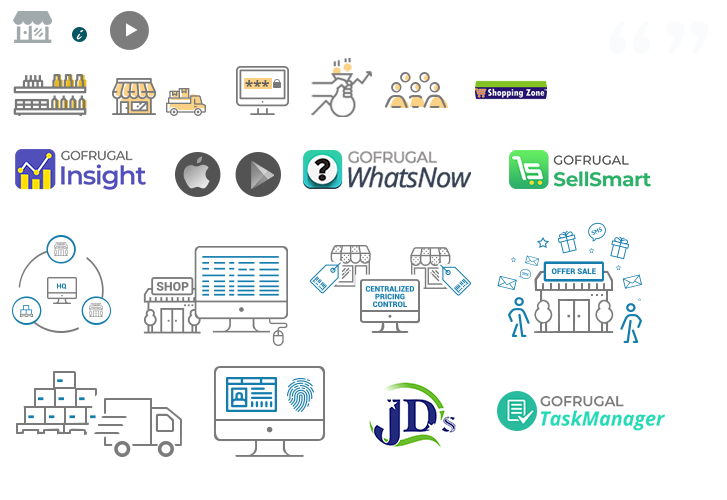 i
***
Shopping Zone
GOFRUGAL
Insight
GOFRUGAL
WhatsNow
GOFRUGAL
SellSmart
HQ
SHOP
CENTRALIZED
PRICING
CONTROL
SMS
SMS
OFFER SALE
JD's
GOFRUGAL
TaskManager